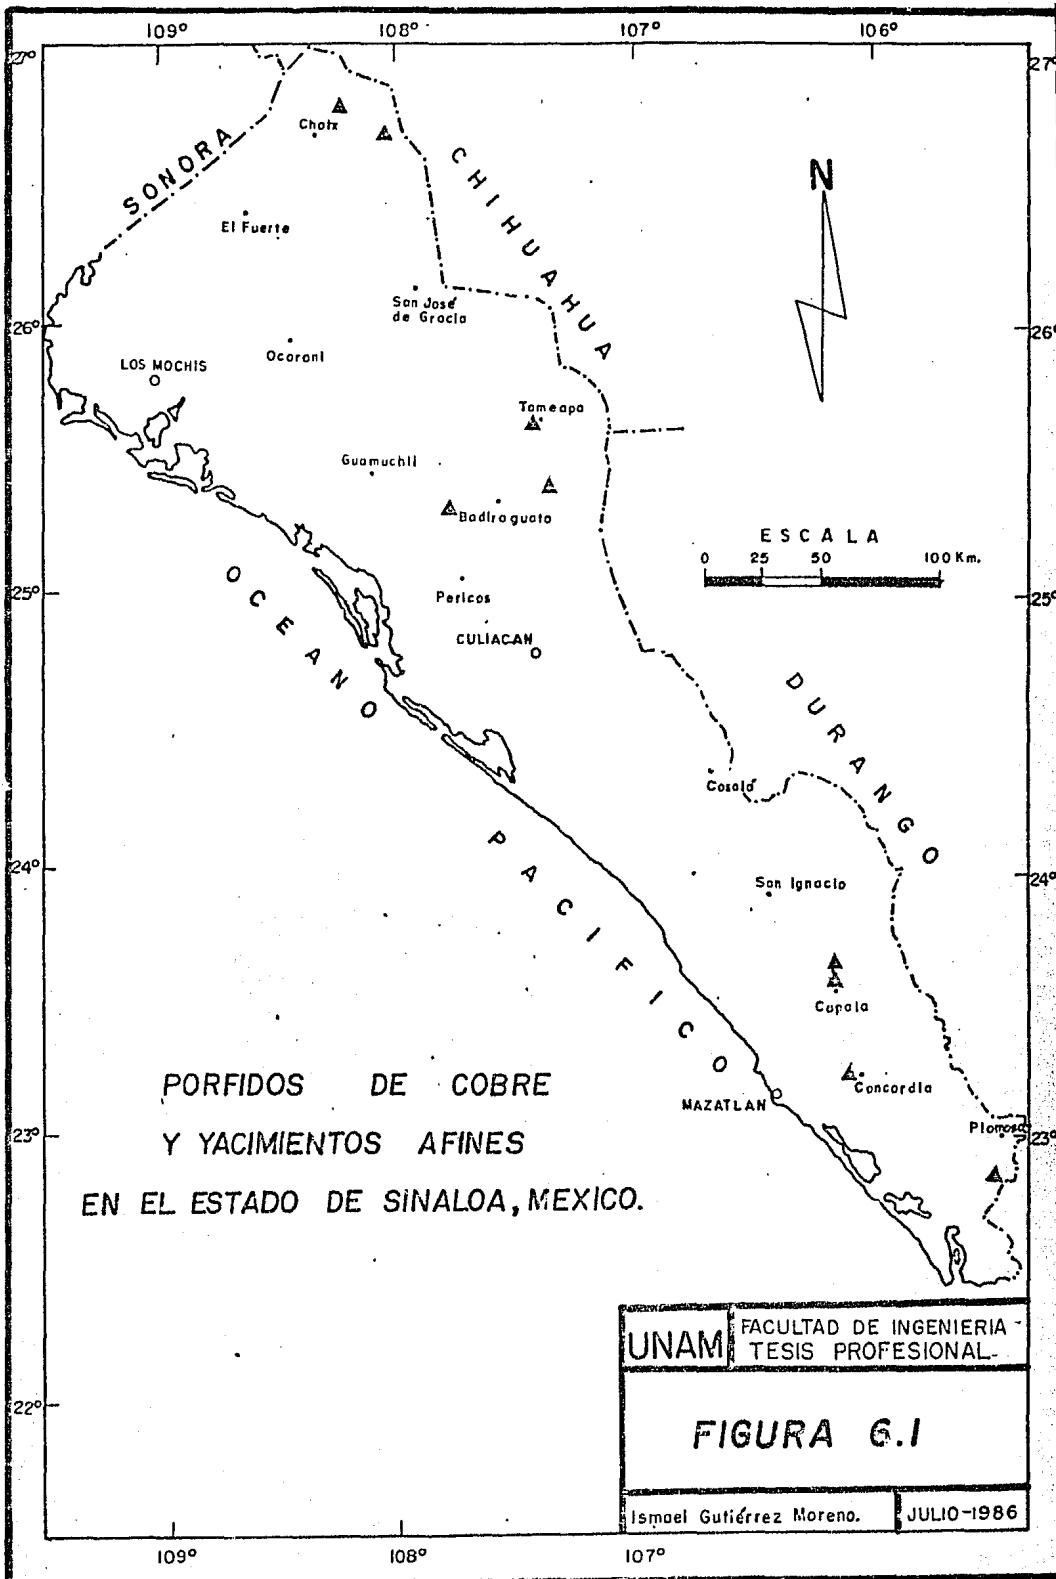 109° 108° 107° 106°
27° 27°
Choix
SONORA
CHIHUAHUA
N
El Fuerte
San José
de Gracia
26° 26°
Ocoroni
LOS MOCHIS
Tameapa
Guamuchil
Badiraguato
ESCALA
0 25 50 100 Km.
25° 25°
Pericos
CULIACAN
OCEANO
DURANGO
Cosalá
PACIFICO
24° 24°
San Ignacio
Copala
Concordia
MAZATLAN
Plomosa
23° 23°
PORFIDOS DE COBRE
Y YACIMIENTOS AFINES
EN EL ESTADO DE SINALOA, MEXICO.
UNAM
FACULTAD DE INGENIERIA
TESIS PROFESIONAL
FIGURA 6.1
22°
Ismael Gutiérrez Moreno.
JULIO-1986
109° 108° 107°